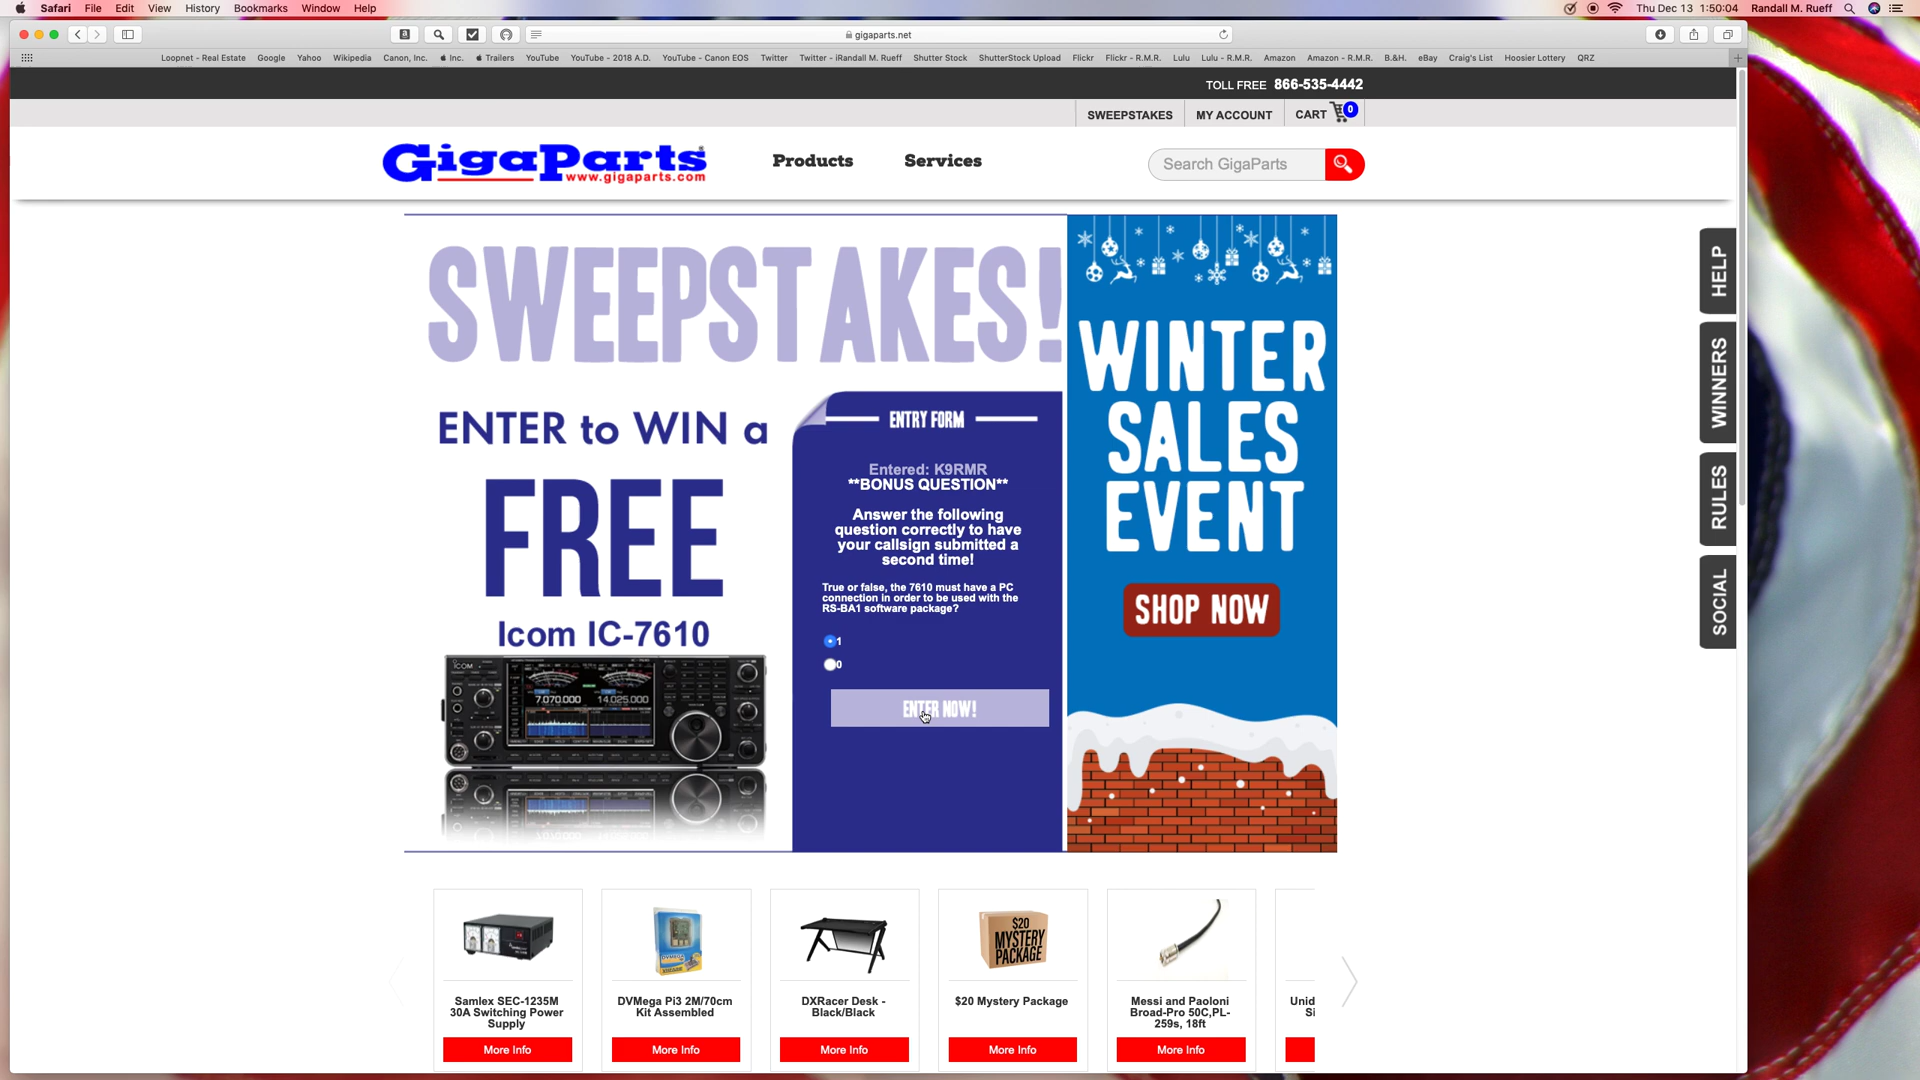 Safari File Edit View History Bookmarks Window Help
Thu Dec 13 1:50:04 Randall M. Rueff
gigaparts.net
Loopnet - Real Estate Google Yahoo Wikipedia Canon, Inc. Inc. Trailers YouTube YouTube - 2018 A.D. YouTube - Canon EOS Twitter Twitter - iRandall M. Rueff Shutter Stock ShutterStock Upload Flickr Flickr - R.M.R. Lulu Lulu - R.M.R. Amazon Amazon - R.M.R. B.&H. eBay Craig's List Hoosier Lottery QRZ
TOLL FREE 866-535-4442
SWEEPSTAKES MY ACCOUNT CART 0
GigaParts
www.gigaparts.com
Products Services
Search GigaParts
SWEEPSTAKES!
ENTER to WIN a
FREE
Icom IC-7610
ICOM
7.070.000 14.025.000
ENTRY FORM
Entered: K9RMR
**BONUS QUESTION**
Answer the following
question correctly to have
your callsign submitted a
second time!
True or false, the 7610 must have a PC
connection in order to be used with the
RS-BA1 software package?
1
0
ENTER NOW!
WINTER
SALES
EVENT
SHOP NOW
HELP
WINNERS
RULES
SOCIAL
$20
MYSTERY
PACKAGE
Samlex SEC-1235M
30A Switching Power
Supply
More Info
DVMega Pi3 2M/70cm
Kit Assembled
More Info
DXRacer Desk -
Black/Black
More Info
$20 Mystery Package
More Info
Messi and Paoloni
Broad-Pro 50C,PL-
259s, 18ft
More Info
Unid
Si